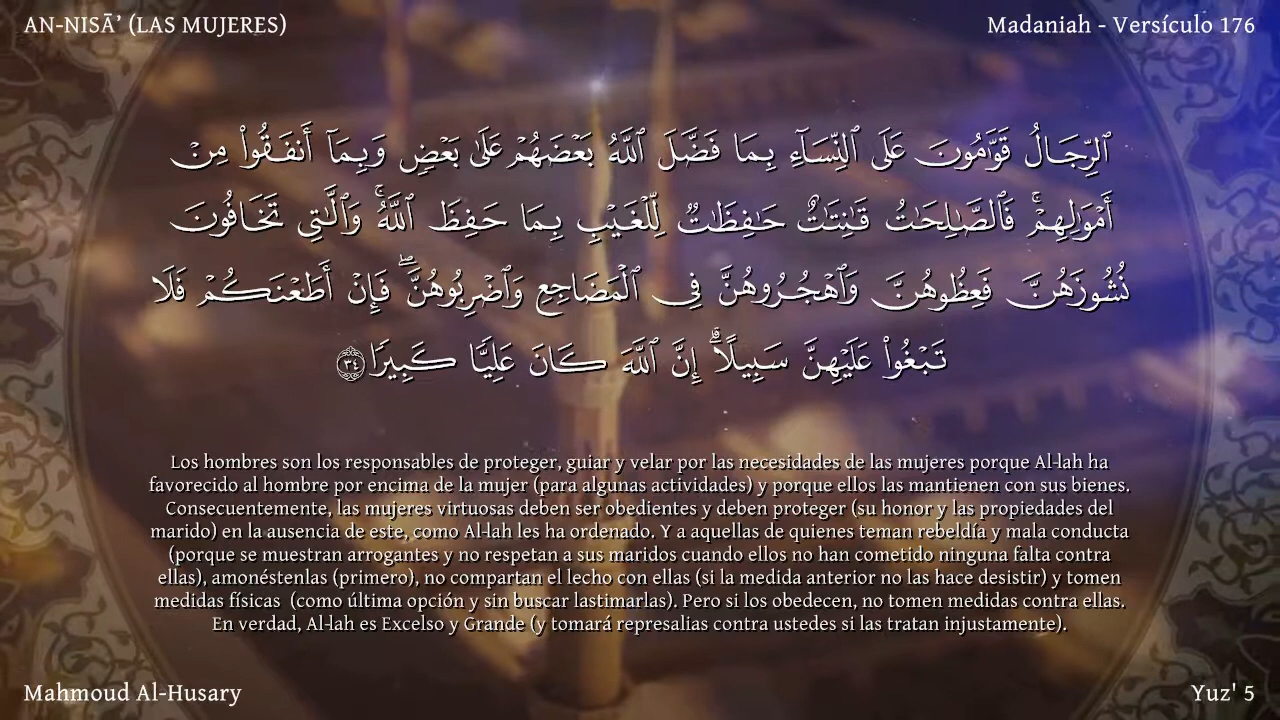 AN-NISĀ’ (LAS MUJERES)
Madaniah - Versículo 176
ٱلرِّجَالُ قَوَّٰمُونَ عَلَى ٱلنِّسَآءِ بِمَا فَضَّلَ ٱللَّهُ بَعْضَهُمْ عَلَىٰ بَعْضٍ وَبِمَآ أَنفَقُوا۟ مِنْ
أَمْوَٰلِهِمْ ۚ فَٱلصَّٰلِحَٰتُ قَٰنِتَٰتٌ حَٰفِظَٰتٌ لِّلْغَيْبِ بِمَا حَفِظَ ٱللَّهُ ۚ وَٱلَّٰتِى تَخَافُونَ
نُشُوزَهُنَّ فَعِظُوهُنَّ وَٱهْجُرُوهُنَّ فِى ٱلْمَضَاجِعِ وَٱضْرِبُوهُنَّ ۖ فَإِنْ أَطَعْنَكُمْ فَلَا
تَبْغُوا۟ عَلَيْهِنَّ سَبِيلًا ۗ إِنَّ ٱللَّهَ كَانَ عَلِيًّا كَبِيرًا ٣٤
Los hombres son los responsables de proteger, guiar y velar por las necesidades de las mujeres porque Al-lah ha
favorecido al hombre por encima de la mujer (para algunas actividades) y porque ellos las mantienen con sus bienes.
Consecuentemente, las mujeres virtuosas deben ser obedientes y deben proteger (su honor y las propiedades del
marido) en la ausencia de este, como Al-lah les ha ordenado. Y a aquellas de quienes teman rebeldía y mala conducta
(porque se muestran arrogantes y no respetan a sus maridos cuando ellos no han cometido ninguna falta contra
ellas), amonéstenlas (primero), no compartan el lecho con ellas (si la medida anterior no las hace desistir) y tomen
medidas físicas  (como última opción y sin buscar lastimarlas). Pero si los obedecen, no tomen medidas contra ellas.
En verdad, Al-lah es Excelso y Grande (y tomará represalias contra ustedes si las tratan injustamente).
Mahmoud Al-Husary
Yuz' 5